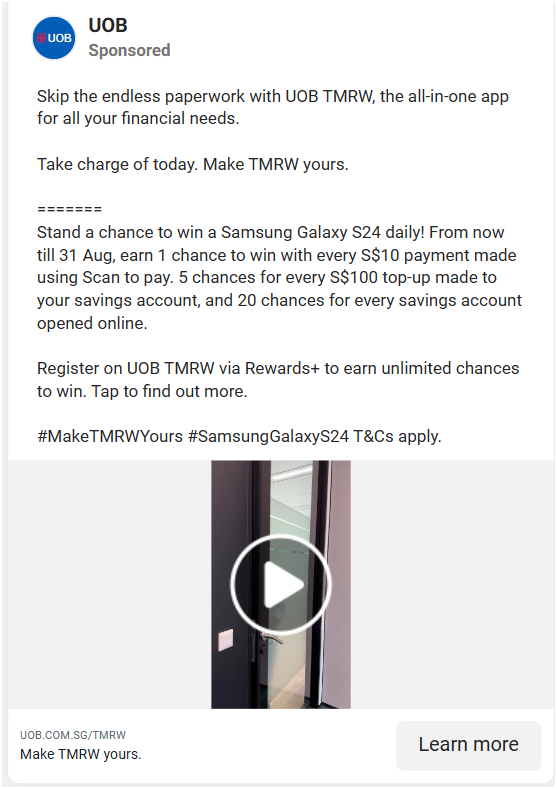 UOB
UOB
Sponsored
Skip the endless paperwork with UOB TMRW, the all-in-one app
for all your financial needs.
Take charge of today. Make TMRW yours.
=======
Stand a chance to win a Samsung Galaxy S24 daily! From now
till 31 Aug, earn 1 chance to win with every S$10 payment made
using Scan to pay. 5 chances for every S$100 top-up made to
your savings account, and 20 chances for every savings account
opened online.
Register on UOB TMRW via Rewards+ to earn unlimited chances
to win. Tap to find out more.
#MakeTMRWYours #SamsungGalaxyS24 T&Cs apply.
UOB.COM.SG/TMRW
Make TMRW yours.
Learn more